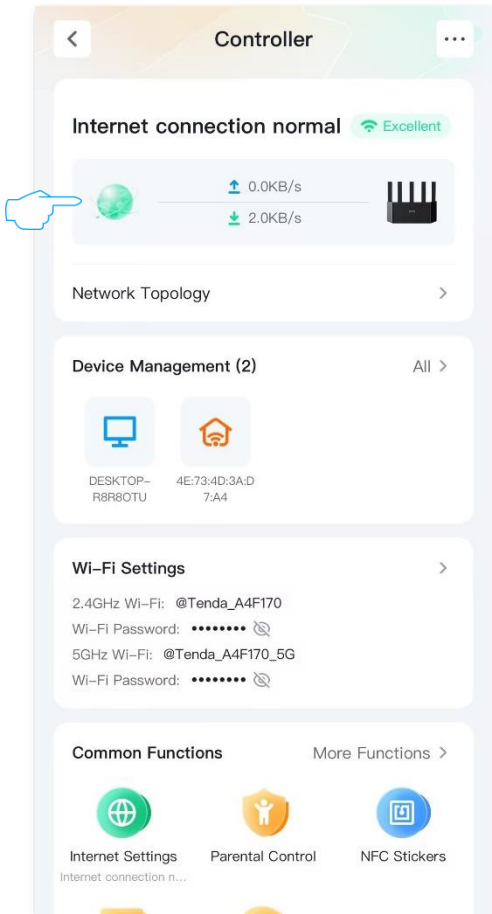 Controller
Internet connection normal Excellent
0.0KB/s
2.0KB/s
Network Topology
Device Management (2) All
DESKTOP-
R8R8OTU
4E:73:4D:3A:D
7:A4
Wi-Fi Settings
2.4GHz Wi-Fi: @Tenda_A4F170
Wi-Fi Password: ••••••••
5GHz Wi-Fi: @Tenda_A4F170_5G
Wi-Fi Password: ••••••••
Common Functions More Functions
Internet Settings Parental Control NFC Stickers
Internet connection n...